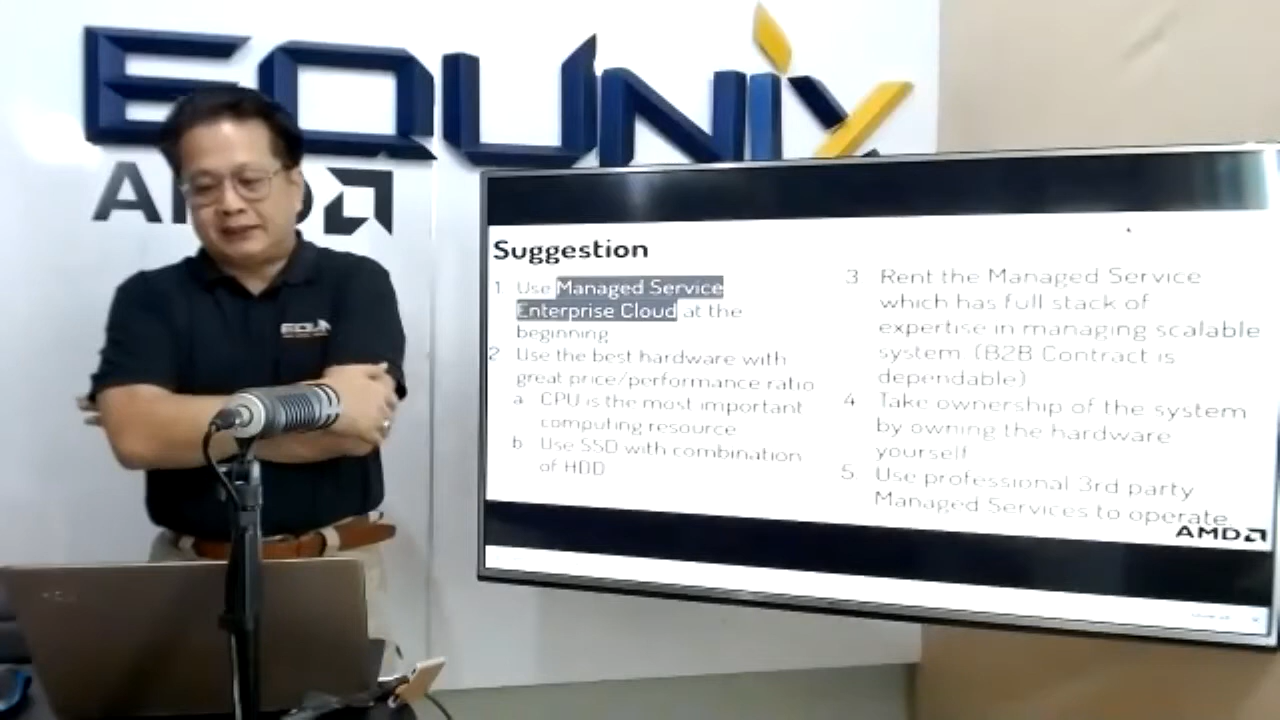 EQUNIX
AMD
EQUN
Suggestion
1. Use Managed Service
Enterprise Cloud at the
beginning
2 Use the best hardware with
great price/performance ratio
a. CPU is the most important
computing resource
b. Use SSD with combination
of HDD
3. Rent the Managed Service
which has full stack of
expertise in managing scalable
system. (B2B Contract is
dependable)
4. Take ownership of the system
by owning the hardware
yourself
5. Use professional 3rd party
Managed Services to operate
AMD